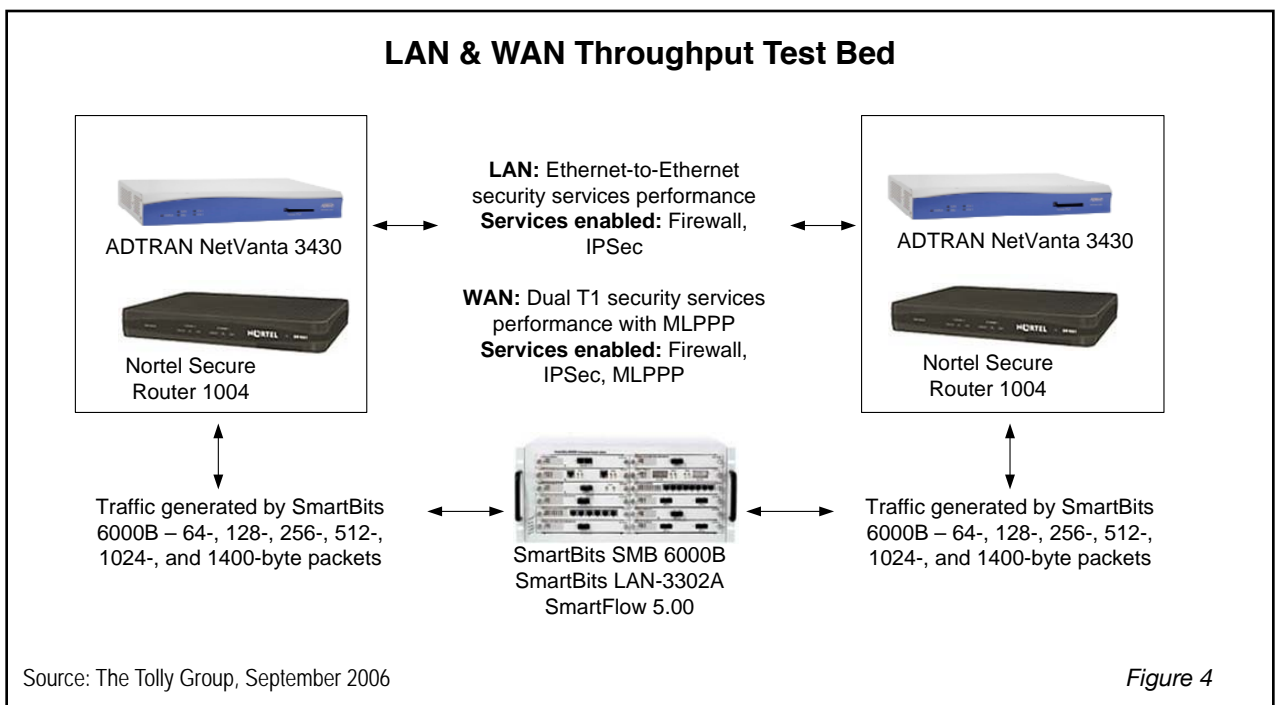 LAN & WAN Throughput Test Bed
ADTRAN NetVanta 3430
NORTEL
Nortel Secure
Router 1004
LAN: Ethernet-to-Ethernet
security services performance
Services enabled: Firewall,
IPSec
WAN: Dual T1 security services
performance with MLPPP
Services enabled: Firewall,
IPSec, MLPPP
ADTRAN NetVanta 3430
NORTEL
Nortel Secure
Router 1004
Traffic generated by SmartBits
6000B – 64-, 128-, 256-, 512-,
1024-, and 1400-byte packets
SmartBits SMB 6000B
SmartBits LAN-3302A
SmartFlow 5.00
Traffic generated by SmartBits
6000B – 64-, 128-, 256-, 512-,
1024-, and 1400-byte packets
Source: The Tolly Group, September 2006
Figure 4